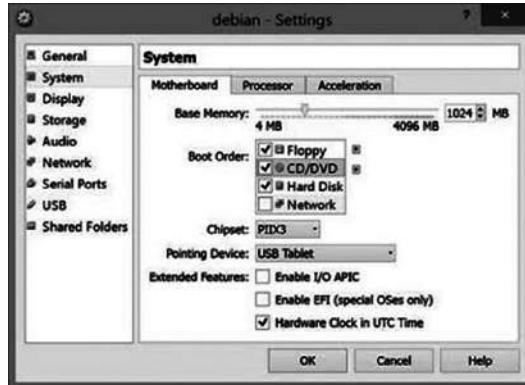 debian - Settings
? ×
General
System
Display
Storage
Audio
Network
Serial Ports
USB
Shared Folders
System
Motherboard Processor Acceleration
Base Memory: 1024 MB
4 MB 4096 MB
Boot Order: Floppy
CD/DVD
Hard Disk
Network
Chipset: PIIX3
Pointing Device: USB Tablet
Extended Features: Enable I/O APIC
Enable EFI (special OSes only)
Hardware Clock in UTC Time
OK Cancel Help